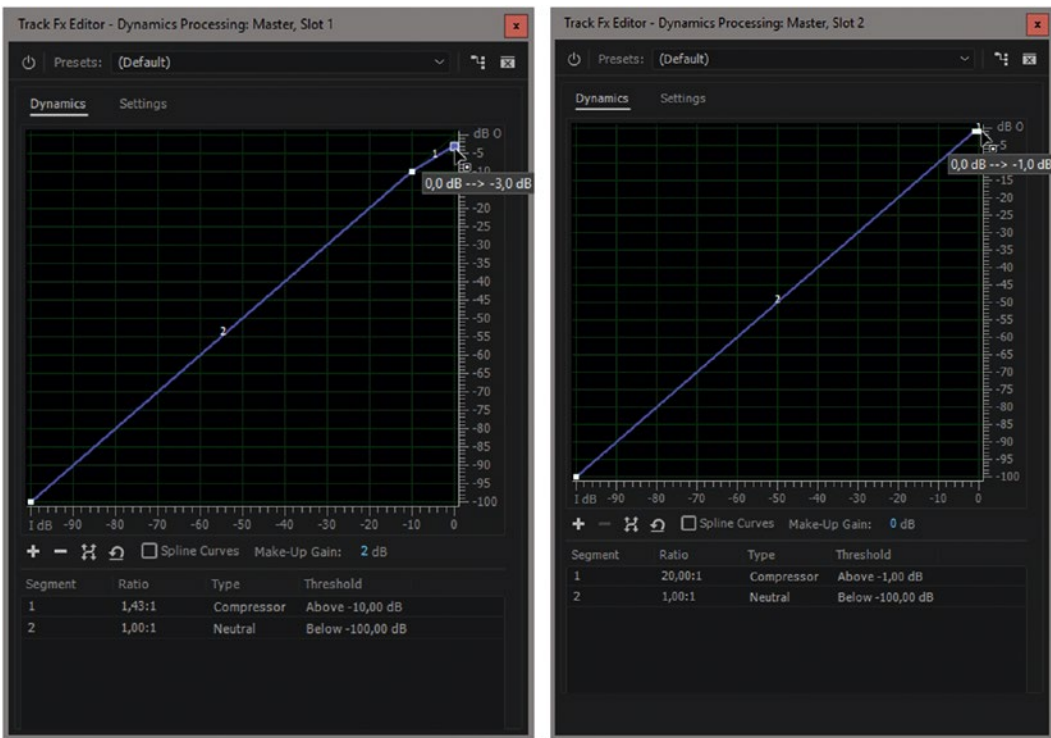 Track Fx Editor - Dynamics Processing: Master, Slot 1
x
Presets: (Default)
Dynamics Settings
dB 0
-5
-10
0,0 dB --> -3,0 dB
-20
-25
-30
-35
-40
-45
-50
-55
-60
-65
-70
-75
-80
-85
-90
-95
-100
1
2
I dB -90 -80 -70 -60 -50 -40 -30 -20 -10 0
Spline Curves Make-Up Gain: 2 dB
Segment Ratio Type Threshold
1 1,43:1 Compressor Above -10,00 dB
2 1,00:1 Neutral Below -100,00 dB
Track Fx Editor - Dynamics Processing: Master, Slot 2
x
Presets: (Default)
Dynamics Settings
dB 0
-5
0,0 dB --> -1,0 dB
-15
-20
-25
-30
-35
-40
-45
-50
-55
-60
-65
-70
-75
-80
-85
-90
-95
-100
1
2
I dB -90 -80 -70 -60 -50 -40 -30 -20 -10 0
Spline Curves Make-Up Gain: 0 dB
Segment Ratio Type Threshold
1 20,00:1 Compressor Above -1,00 dB
2 1,00:1 Neutral Below -100,00 dB